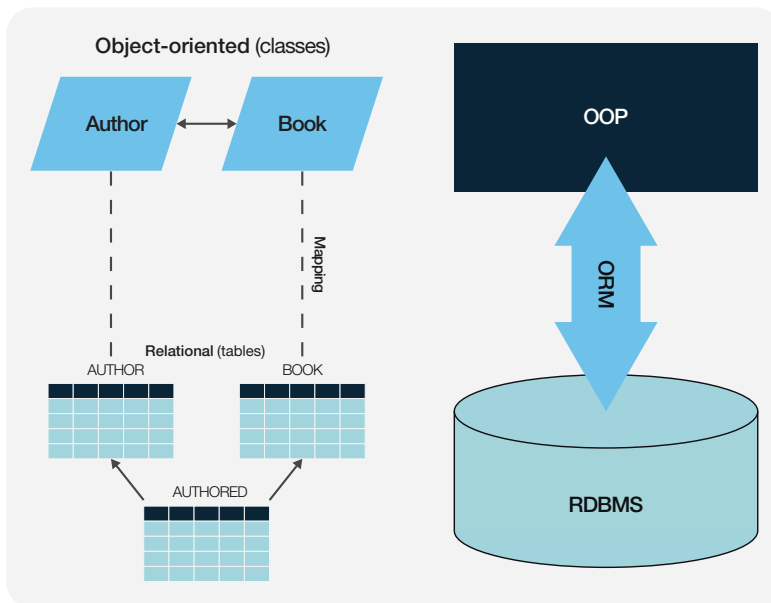 Object-oriented (classes)
Author
Book
Mapping
Relational (tables)
AUTHOR
BOOK
AUTHORED
OOP
ORM
RDBMS